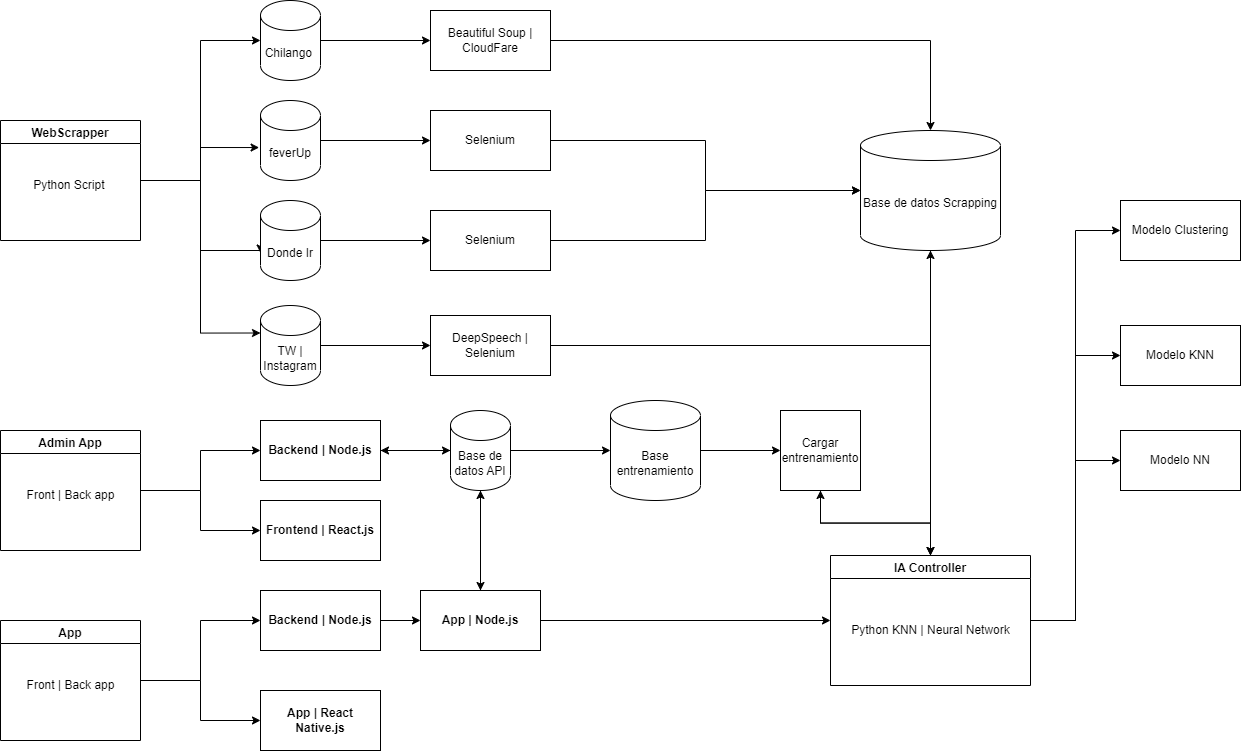 Chilango
Beautiful Soup |
CloudFare
WebScrapper
Python Script
feverUp
Selenium
Base de datos Scrapping
Donde Ir
Selenium
Modelo Clustering
TW |
Instagram
DeepSpeech |
Selenium
Modelo KNN
Admin App
Front | Back app
Backend | Node.js
Base de
datos API
Base
entrenamiento
Cargar
entrenamiento
Modelo NN
Frontend | React.js
IA Controller
Python KNN | Neural Network
App
Front | Back app
Backend | Node.js
App | Node.js
App | React
Native.js